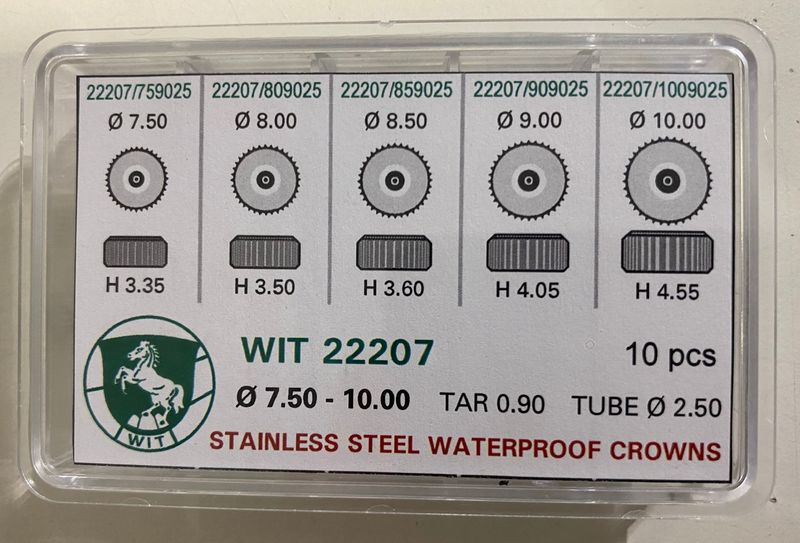 22207/759025 22207/809025 22207/859025 22207/909025 22207/1009025
Ø 7.50 Ø 8.00 Ø 8.50 Ø 9.00 Ø 10.00
H 3.35 H 3.50 H 3.60 H 4.05 H 4.55
WIT 22207 10 pcs
Ø 7.50 - 10.00 TAR 0.90 TUBE Ø 2.50
WIT
STAINLESS STEEL WATERPROOF CROWNS